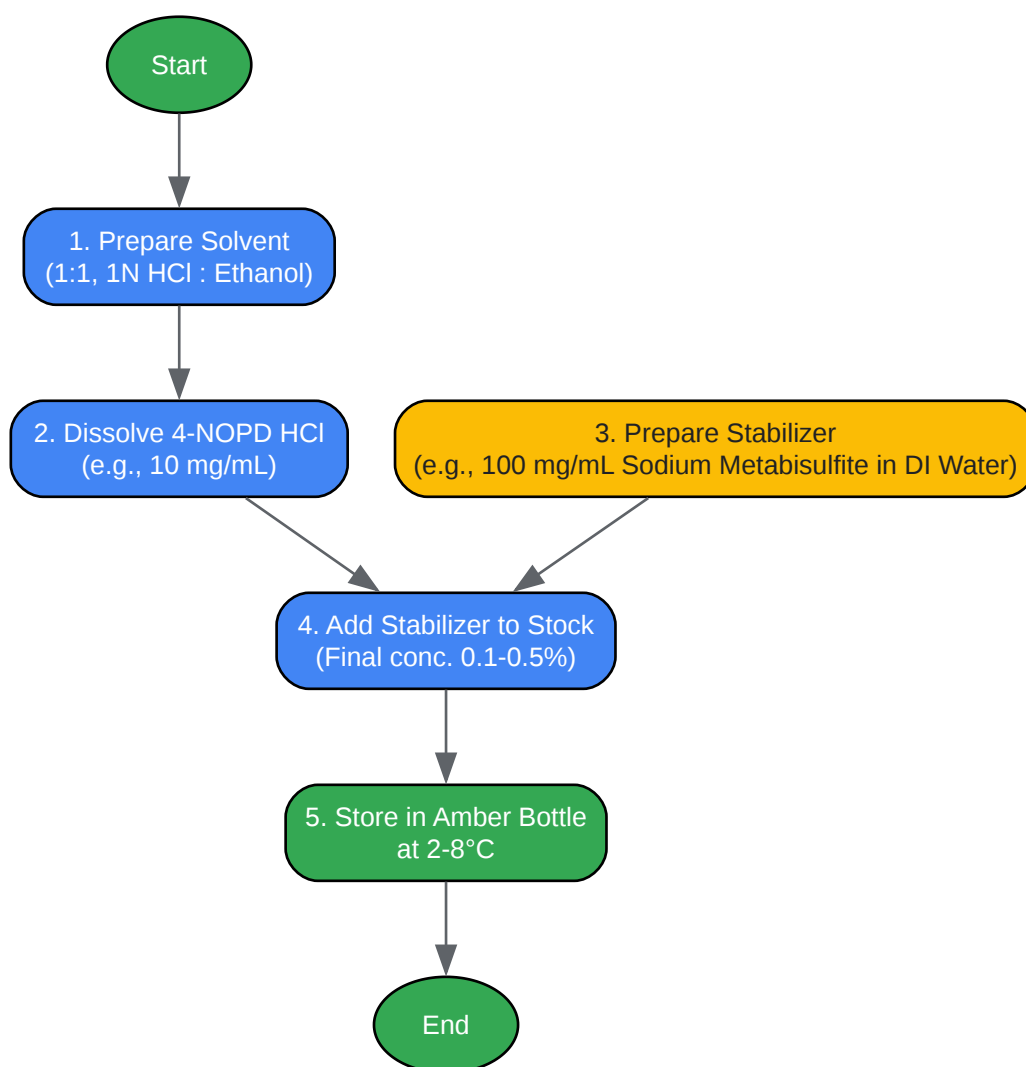 Start
1. Prepare Solvent
(1:1, 1N HCl : Ethanol)
2. Dissolve 4-NOPD HCl
(e.g., 10 mg/mL)
3. Prepare Stabilizer
(e.g., 100 mg/mL Sodium Metabisulfite in DI Water)
4. Add Stabilizer to Stock
(Final conc. 0.1-0.5%)
5. Store in Amber Bottle
at 2-8°C
End